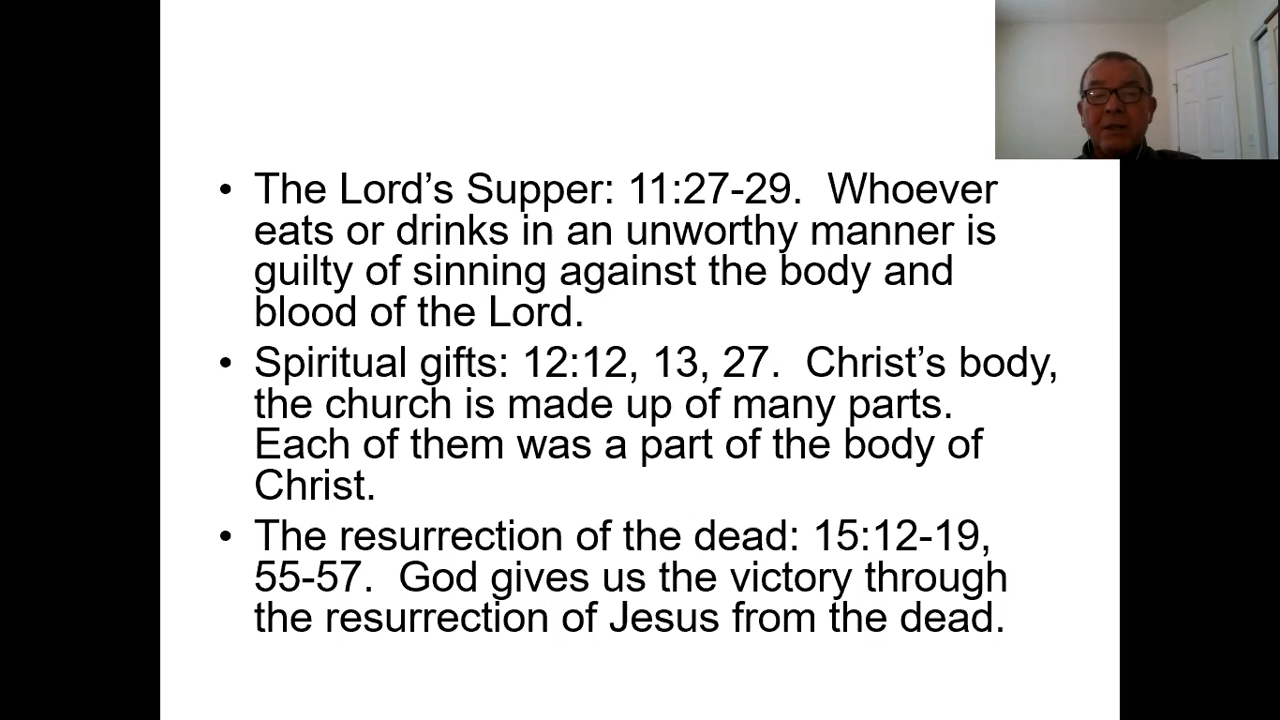 • The Lord’s Supper: 11:27-29.  Whoever
eats or drinks in an unworthy manner is
guilty of sinning against the body and
blood of the Lord.
• Spiritual gifts: 12:12, 13, 27.  Christ’s body,
the church is made up of many parts.
Each of them was a part of the body of
Christ.
• The resurrection of the dead: 15:12-19,
55-57.  God gives us the victory through
the resurrection of Jesus from the dead.